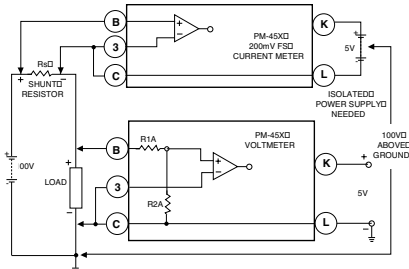 B
3
C
+
−
PM-45X□
200mV FS□
CURRENT METER
K
L
+
5V
-
Rs□
+
−
SHUNT□
RESISTOR
ISOLATED□
POWER SUPPLY□
NEEDED
100V□
ABOVE□
GROUND
+
00V
-
+
LOAD
−
B
3
C
R1A
R2A
+
−
PM-45X□
VOLTMETER
K
L
+
5V
−